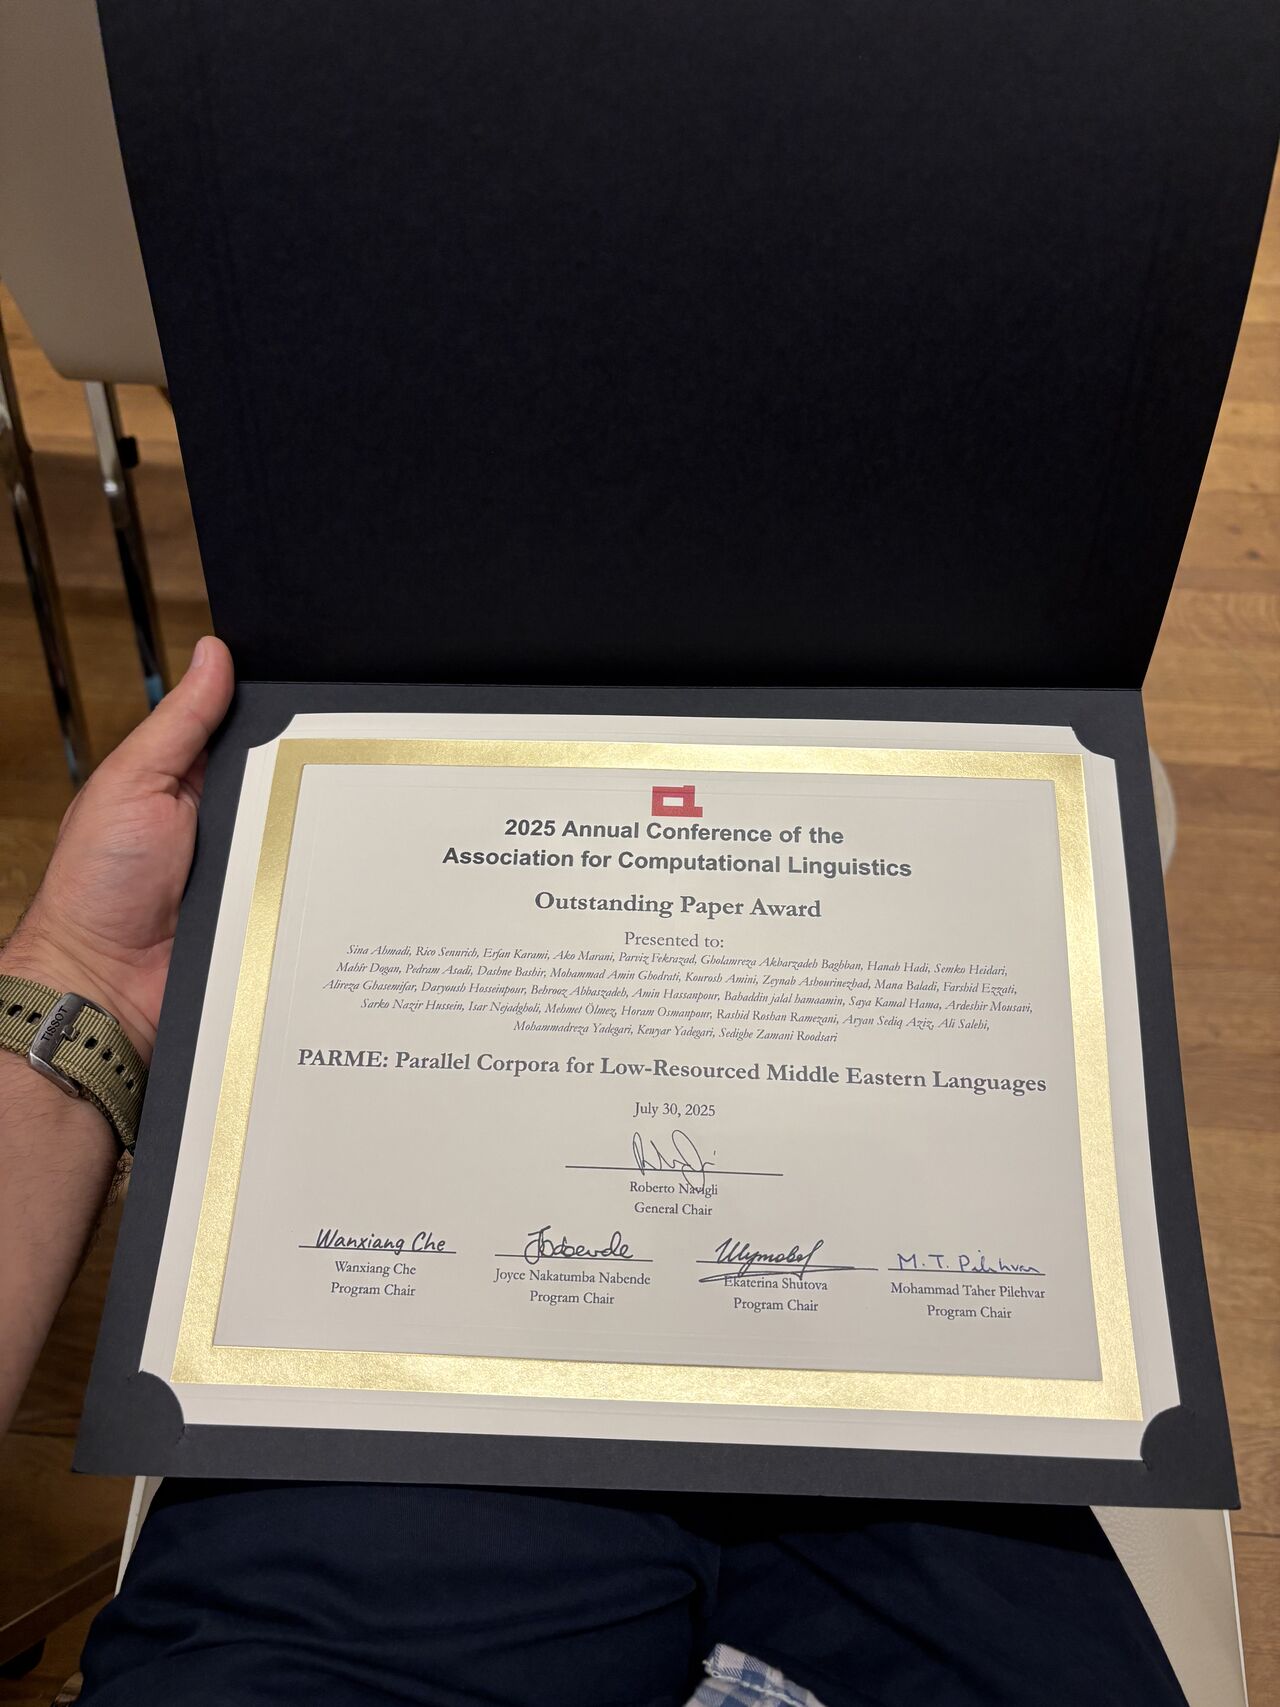 2025 Annual Conference of the
Association for Computational Linguistics
Outstanding Paper Award
Presented to:
Sina Ahmadi, Rico Sennrich, Erfan Karami, Ako Marani, Parviz Fekrazad, Gholamreza Akbarzadeh Baghban, Hanah Hadi, Semko Heidari,
Mahîr Dogan, Pedram Asadi, Dashne Bashir, Mohammad Amin Ghodrati, Kourosh Amini, Zeynab Ashourinezhad, Mana Baladi, Farshid Ezzati,
Alireza Ghasemifar, Daryoush Hosseinpour, Behrooz Abbaszadeh, Amin Hassanpour, Bahaddin jalal hamaamin, Saya Kamal Hama, Ardeshir Mousavi,
Sarko Nazir Hussein, Isar Nejadgholi, Mehmet Ölmez, Horam Osmanpour, Rashid Roshan Ramezani, Aryan Sediq Aziz, Ali Salehi,
Mohammadreza Yadegari, Kewyar Yadegari, Sedighe Zamani Roodsari
PARME: Parallel Corpora for Low-Resourced Middle Eastern Languages
July 30, 2025
Roberto Navigli
General Chair
Wanxiang Che
Wanxiang Che
Program Chair
Joyce Nakatumba Nabende
Program Chair
Ekaterina Shutova
Program Chair
M. T. Pilehvar
Mohammad Taher Pilehvar
Program Chair
TISSOT